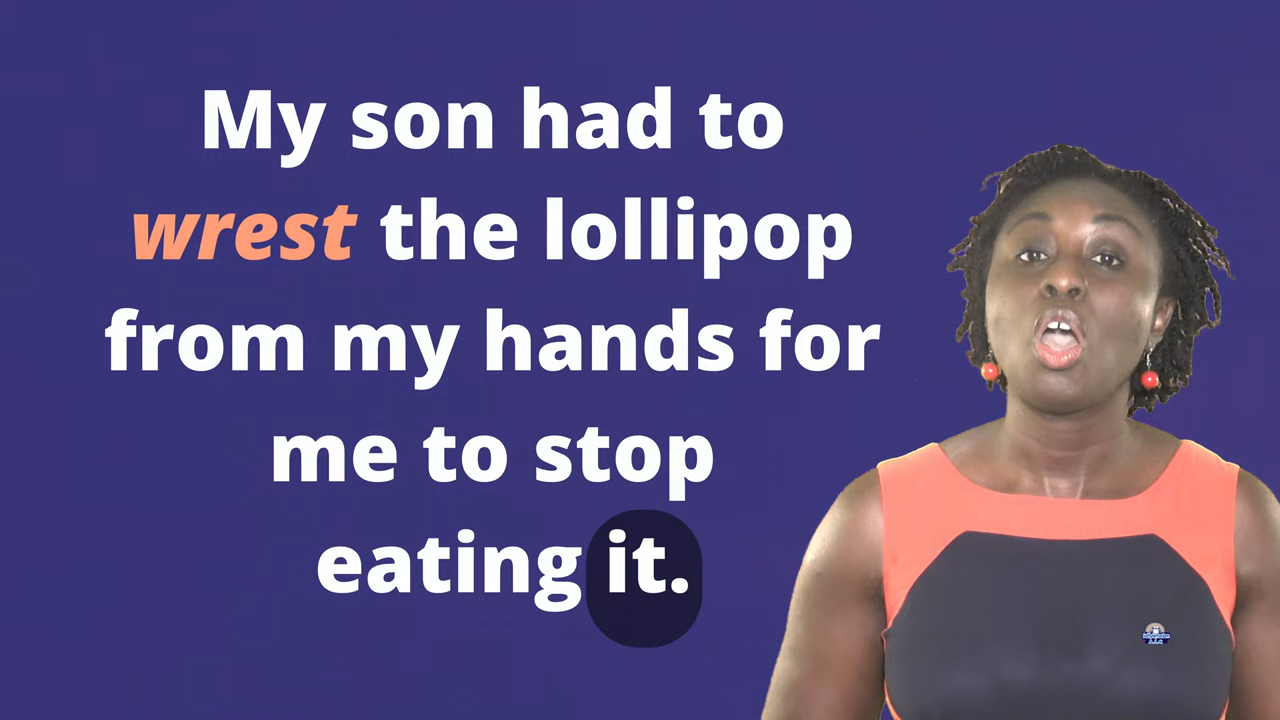 My son had to
wrest the lollipop
from my hands for
me to stop
eating it.